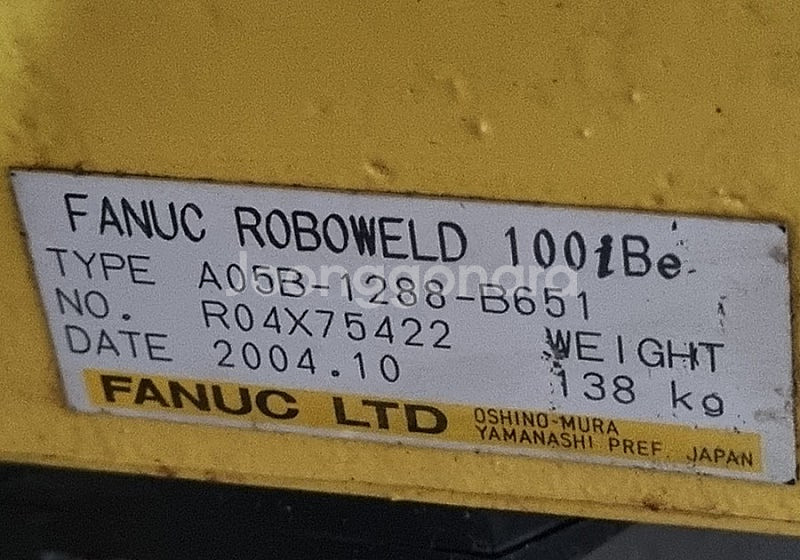 FANUC ROBOWELD 100iBe
TYPE A05B-1288-B651
NO. R04X75422
DATE 2004.10
WEIGHT
138 kg
FANUC LTD
OSHINO-MURA
YAMANASHI PREF. JAPAN
Joonggonara